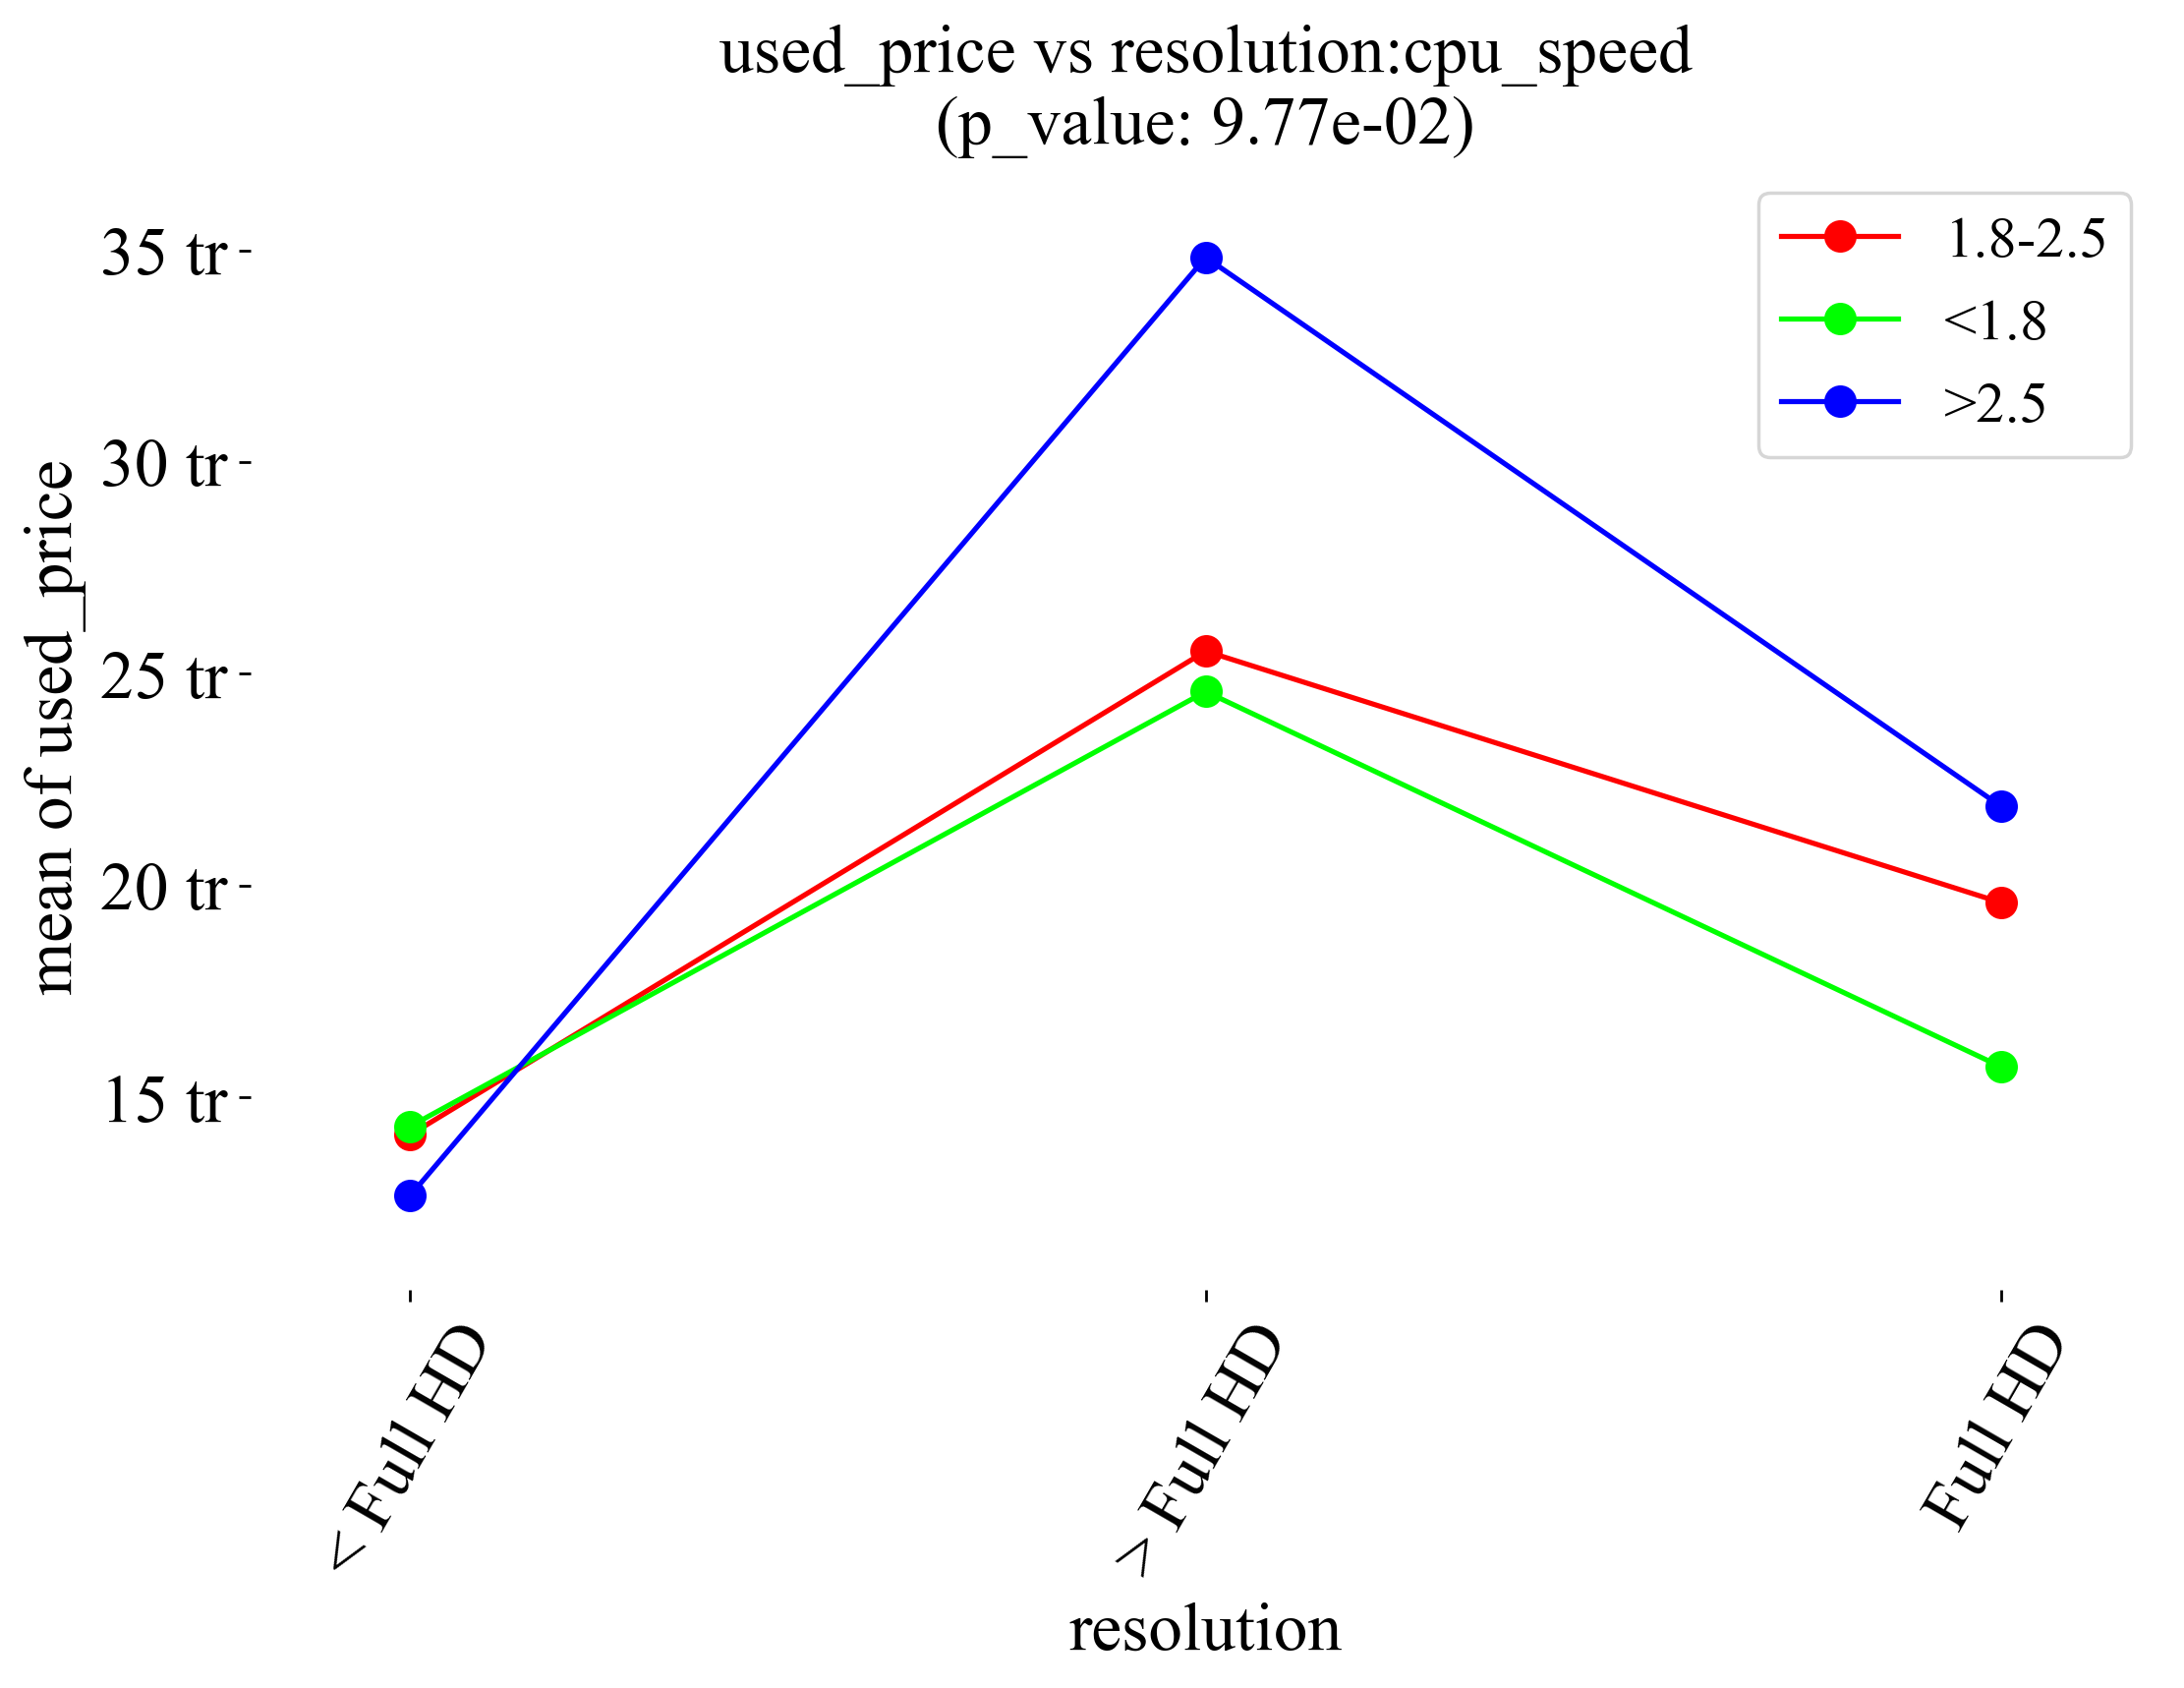 used_price vs resolution:cpu_speed
(p_value: 9.77e-02)
1.8-2.5
<1.8
>2.5
35 tr
30 tr
25 tr
20 tr
15 tr
mean of used_price
< Full HD
> Full HD
Full HD
resolution